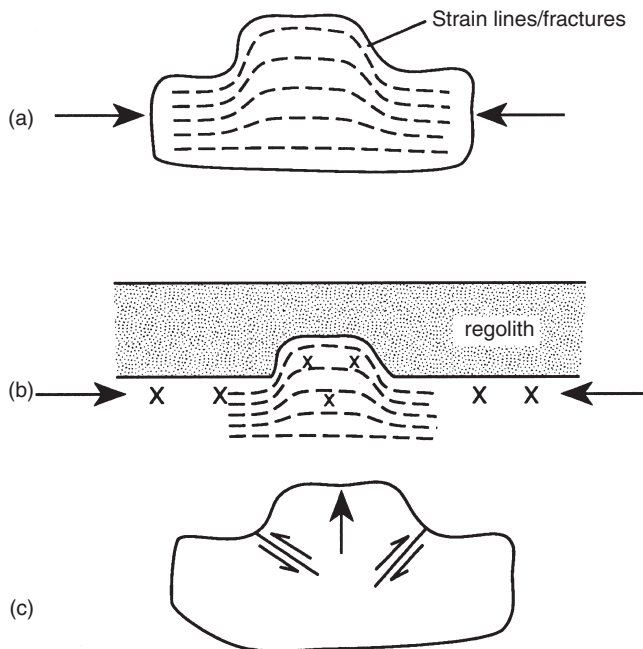 Strain lines/fractures
(a)
regolith
(b)
x x
x
x x x x
(c)